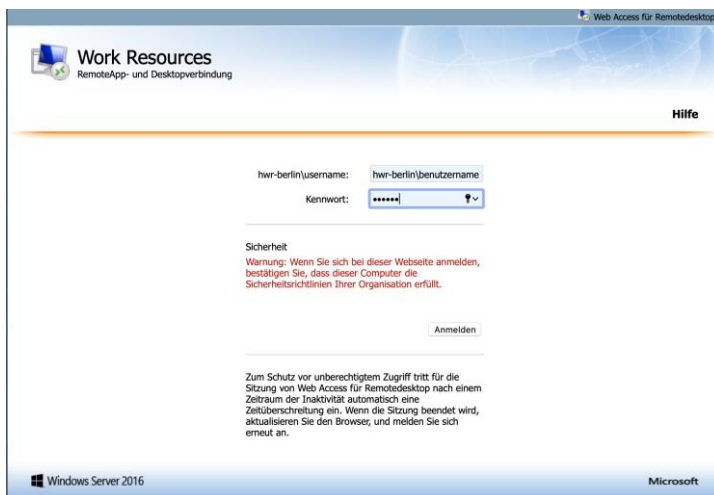 Web Access für Remotedesktop
Work Resources
RemoteApp- und Desktopverbindung
Hilfe
hwr-berlin\username:
hwr-berlin\benutzername
Kennwort:
••••••
Sicherheit
Warnung: Wenn Sie sich bei dieser Webseite anmelden,
bestätigen Sie, dass dieser Computer die
Sicherheitsrichtlinien Ihrer Organisation erfüllt.
Anmelden
Zum Schutz vor unberechtigtem Zugriff tritt für die
Sitzung von Web Access für Remotedesktop nach einem
Zeitraum der Inaktivität automatisch eine
Zeitüberschreitung ein. Wenn die Sitzung beendet wird,
aktualisieren Sie den Browser, und melden Sie sich
erneut an.
Windows Server 2016
Microsoft